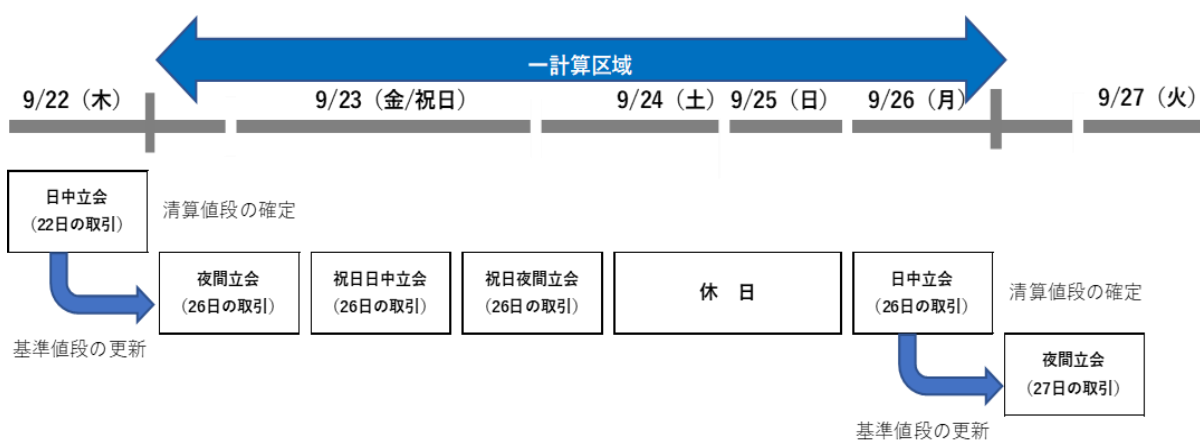 一計算区域
9/22（木）
9/23（金/祝日）
9/24（土）
9/25（日）
9/26（月）
9/27（火）
日中立会
（22日の取引）
清算値段の確定
夜間立会
（26日の取引）
祝日日中立会
（26日の取引）
祝日夜間立会
（26日の取引）
休　日
日中立会
（26日の取引）
清算値段の確定
基準値段の更新
夜間立会
（27日の取引）
基準値段の更新